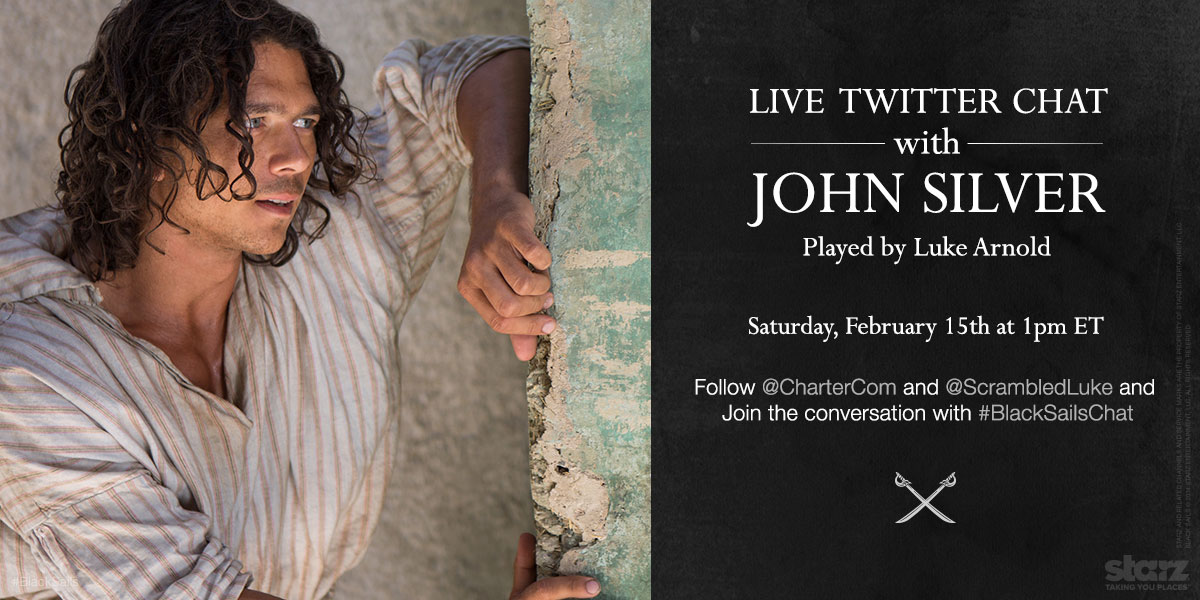 LIVE TWITTER CHAT
with
JOHN SILVER
Played by Luke Arnold
Saturday, February 15th at 1pm ET
Follow @CharterCom and @ScrambledLuke and
Join the conversation with #BlackSailsChat
#BlackSails
starz
TAKING YOU PLACES